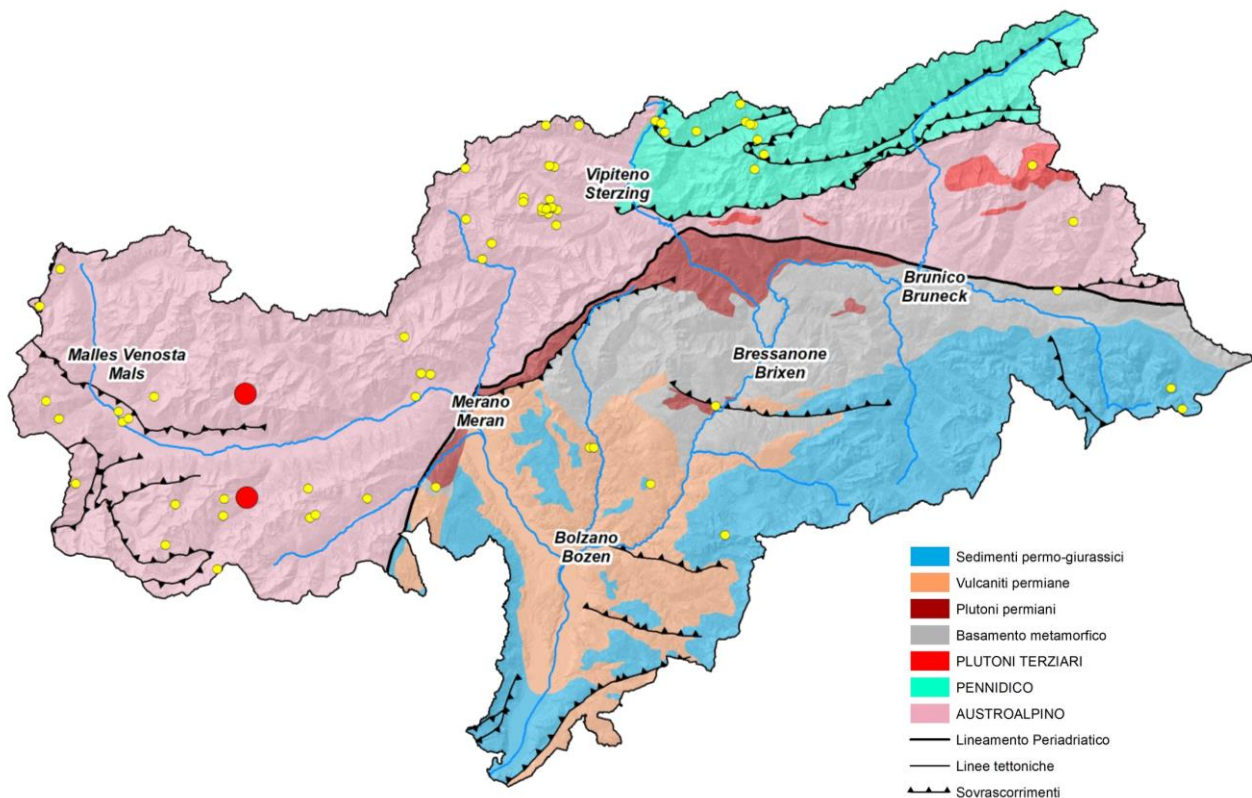 Vipiteno
Sterzing
Brunico
Bruneck
Malles Venosta
Mals
Bressanone
Brixen
Merano
Meran
Bolzano
Bozen
Sedimenti permo-giurassici
Vulcaniti permiane
Plutoni permiani
Basamento metamorfico
PLUTONI TERZIARI
PENNIDICO
AUSTROALPINO
Lineamento Periadriatico
Linee tettoniche
Sovrascorrimenti